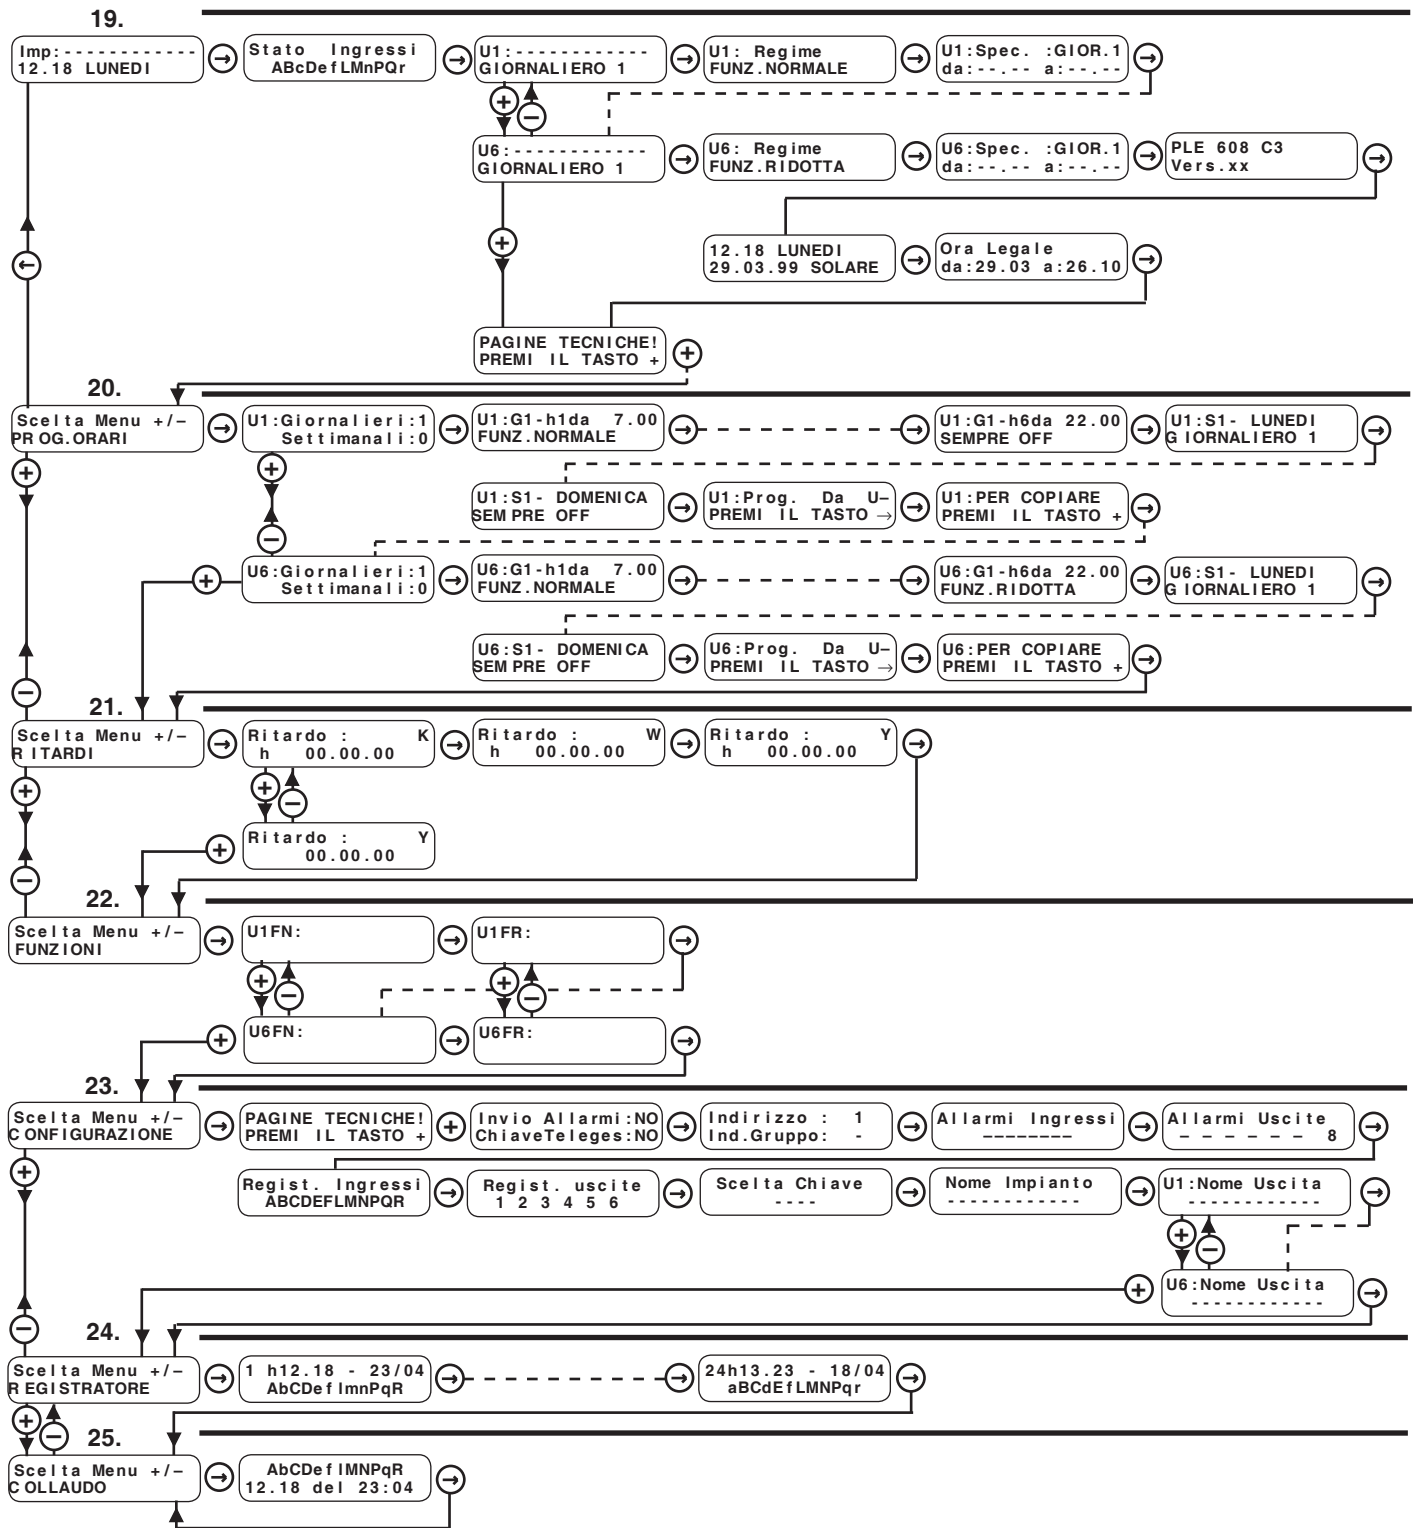 19.
Imp:------------
12.18 LUNEDI
Stato Ingressi
ABcDefLMnPQr
U1:------------
GIORNALIERO 1
U1: Regime
FUNZ.NORMALE
U1:Spec. :GIOR.1
da:--.-- a:--.--
U6:------------
GIORNALIERO 1
U6: Regime
FUNZ.RIDOTTA
U6:Spec. :GIOR.1
da:--.-- a:--.--
PLE 608 C3
Vers.xx
12.18 LUNEDI
29.03.99 SOLARE
Ora Legale
da:29.03 a:26.10
PAGINE TECNICHE!
PREMI IL TASTO +
20.
Scelta Menu +/–
PROG.ORARI
U1:Giornalieri:1
Settimanali:0
U1:G1-h1da 7.00
FUNZ.NORMALE
U1:G1-h6da 22.00
SEMPRE OFF
U1:S1- LUNEDI
GIORNALIERO 1
U1:S1- DOMENICA
SEMPRE OFF
U1:Prog. Da U–
PREMI IL TASTO →
U1:PER COPIARE
PREMI IL TASTO +
U6:Giornalieri:1
Settimanali:0
U6:G1-h1da 7.00
FUNZ.NORMALE
U6:G1-h6da 22.00
FUNZ.RIDOTTA
U6:S1- LUNEDI
GIORNALIERO 1
U6:S1- DOMENICA
SEMPRE OFF
U6:Prog. Da U–
PREMI IL TASTO →
U6:PER COPIARE
PREMI IL TASTO +
21.
Scelta Menu +/–
RITARDI
Ritardo : K
h 00.00.00
Ritardo : W
h 00.00.00
Ritardo : Y
h 00.00.00
Ritardo : Y
00.00.00
22.
Scelta Menu +/–
FUNZIONI
U1FN:
U1FR:
U6FN:
U6FR:
23.
Scelta Menu +/–
CONFIGURAZIONE
PAGINE TECNICHE!
PREMI IL TASTO +
Invio Allarmi:NO
ChiaveTeleges:NO
Indirizzo : 1
Ind.Gruppo: -
Allarmi Ingressi
––––––––
Allarmi Uscite
– – – – – – 8
Regist. Ingressi
ABCDEFLMNPQR
Regist. uscite
1 2 3 4 5 6
Scelta Chiave
----
Nome Impianto
------------
U1:Nome Uscita
------------
U6:Nome Uscita
------------
24.
Scelta Menu +/–
REGISTRATORE
1 h12.18 - 23/04
AbCDeflmnPqR
24h13.23 - 18/04
aBCdEfLMNPqr
25.
Scelta Menu +/–
COLLAUDO
AbCDeflMNPqR
12.18 del 23:04